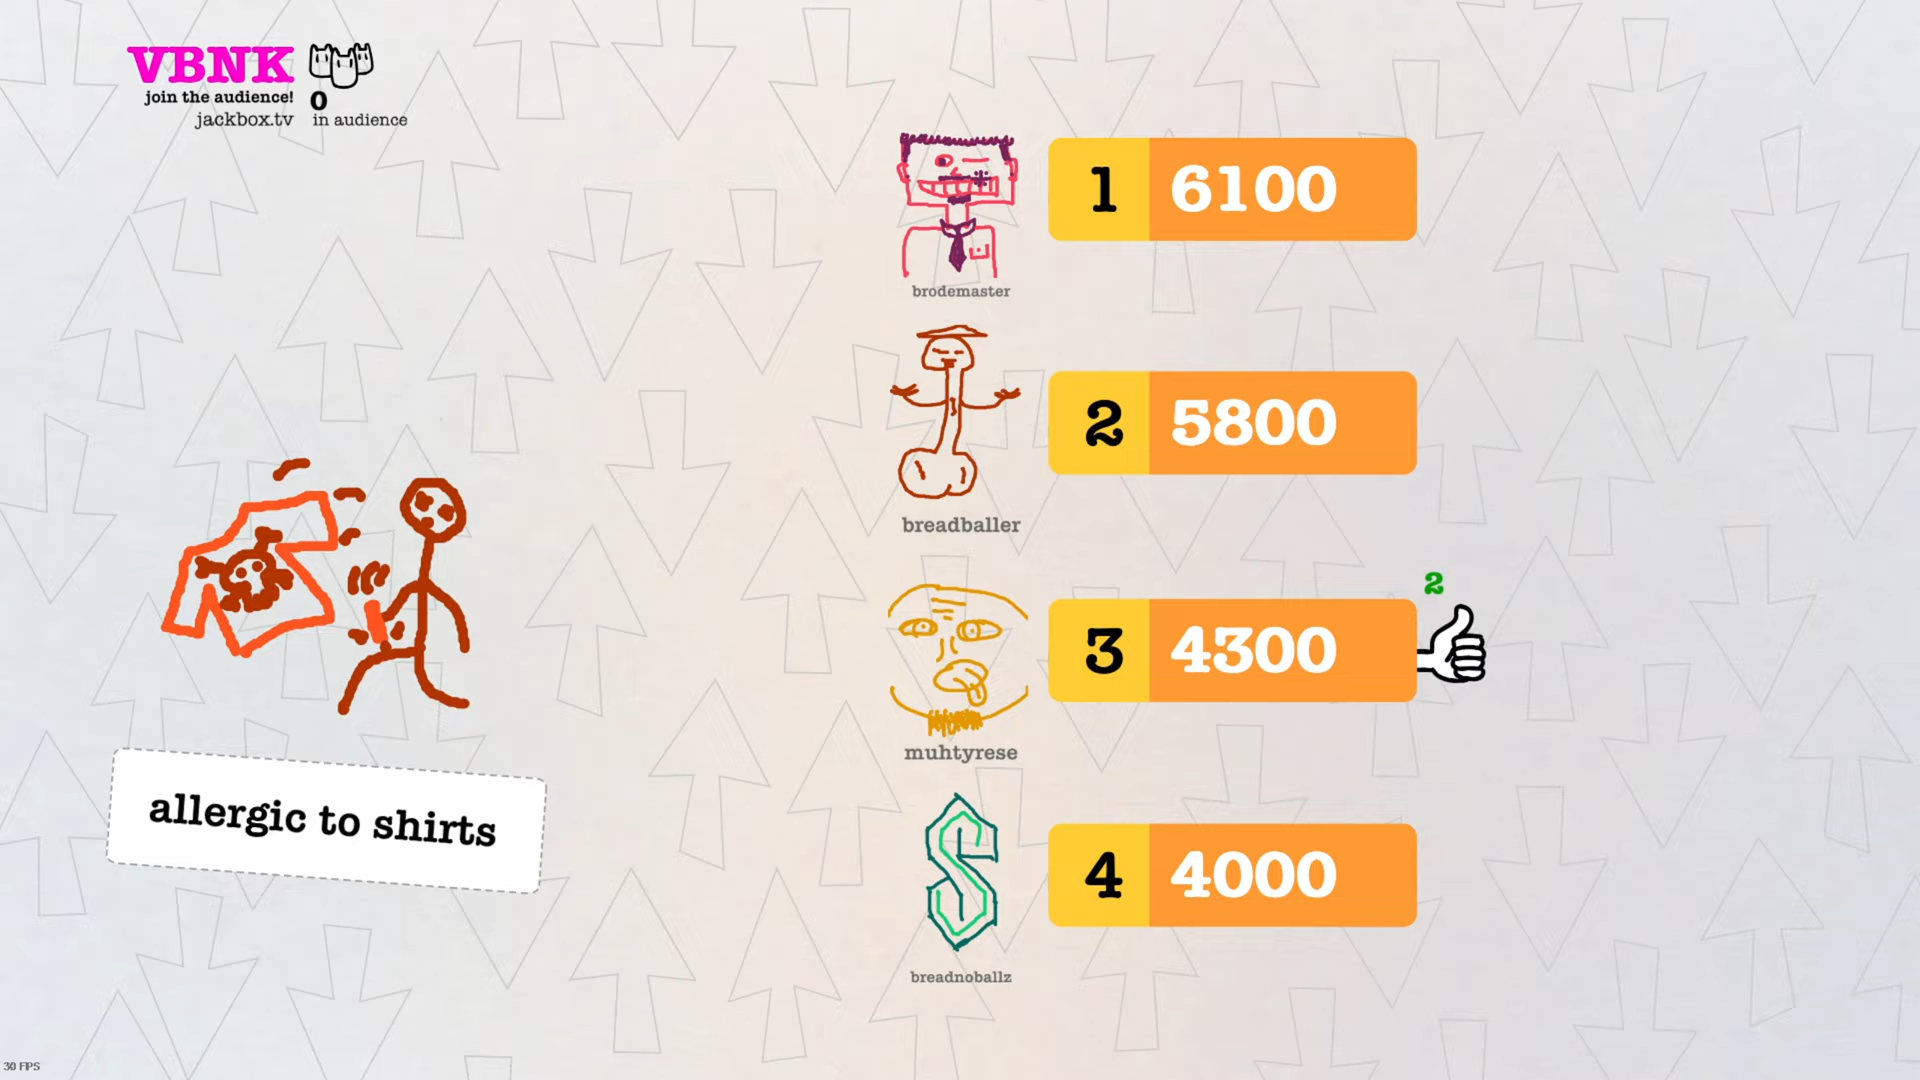 VBNK
join the audience!
jackbox.tv
0
in audience
allergic to shirts
1 6100
brodemaster
2 5800
breadballer
3 4300
2
muhtyrese
4 4000
breadnoballz
30 FPS